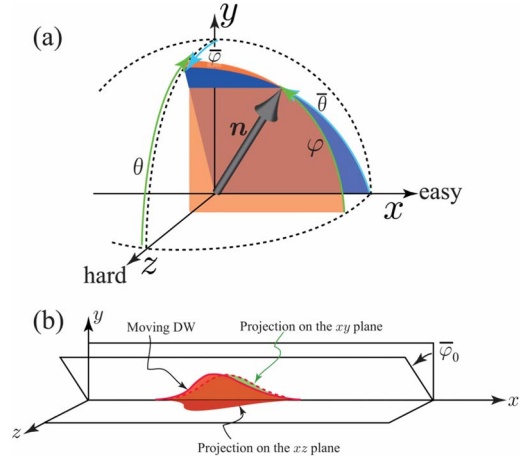 (a)
y
φ̅
θ̅
n
φ
θ
easy
x
z
hard
(b)
y
Moving DW
Projection on the xy plane
φ̅₀
x
z
Projection on the xz plane